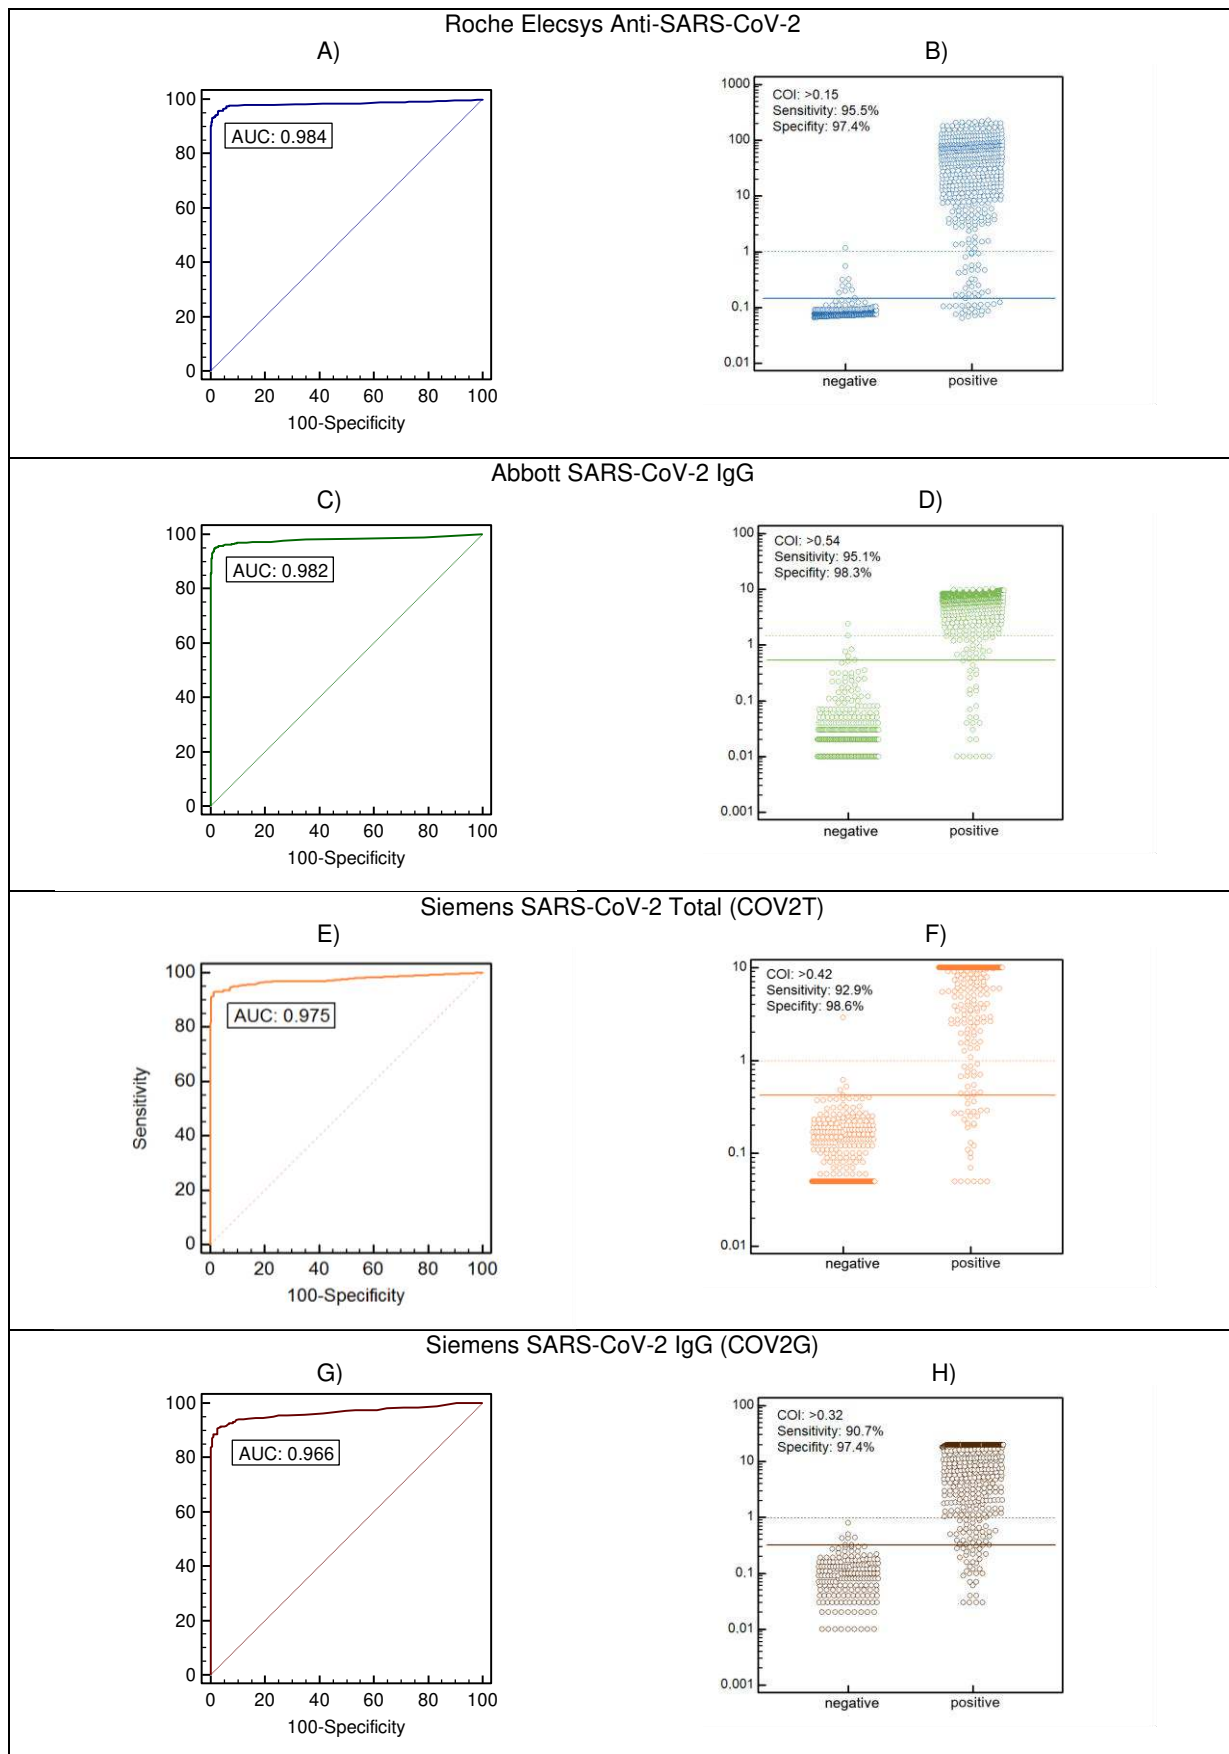 Roche Elecsys Anti-SARS-CoV-2
A)
B)
100
80
60
40
20
0
AUC: 0.984
0 20 40 60 80 100
100-Specificity
1000
100
10
1
0.1
0.01
COI: >0.15
Sensitivity: 95.5%
Specifity: 97.4%
negative positive
Abbott SARS-CoV-2 IgG
C)
D)
100
80
60
40
20
0
AUC: 0.982
0 20 40 60 80 100
100-Specificity
100
10
1
0.1
0.01
0.001
COI: >0.54
Sensitivity: 95.1%
Specifity: 98.3%
negative positive
Siemens SARS-CoV-2 Total (COV2T)
E)
F)
Sensitivity
100
80
60
40
20
0
AUC: 0.975
0 20 40 60 80 100
100-Specificity
10
1
0.1
0.01
COI: >0.42
Sensitivity: 92.9%
Specifity: 98.6%
negative positive
Siemens SARS-CoV-2 IgG (COV2G)
G)
H)
100
80
60
40
20
0
AUC: 0.966
0 20 40 60 80 100
100-Specificity
100
10
1
0.1
0.01
0,001
COI: >0.32
Sensitivity: 90.7%
Specifity: 97.4%
negative positive